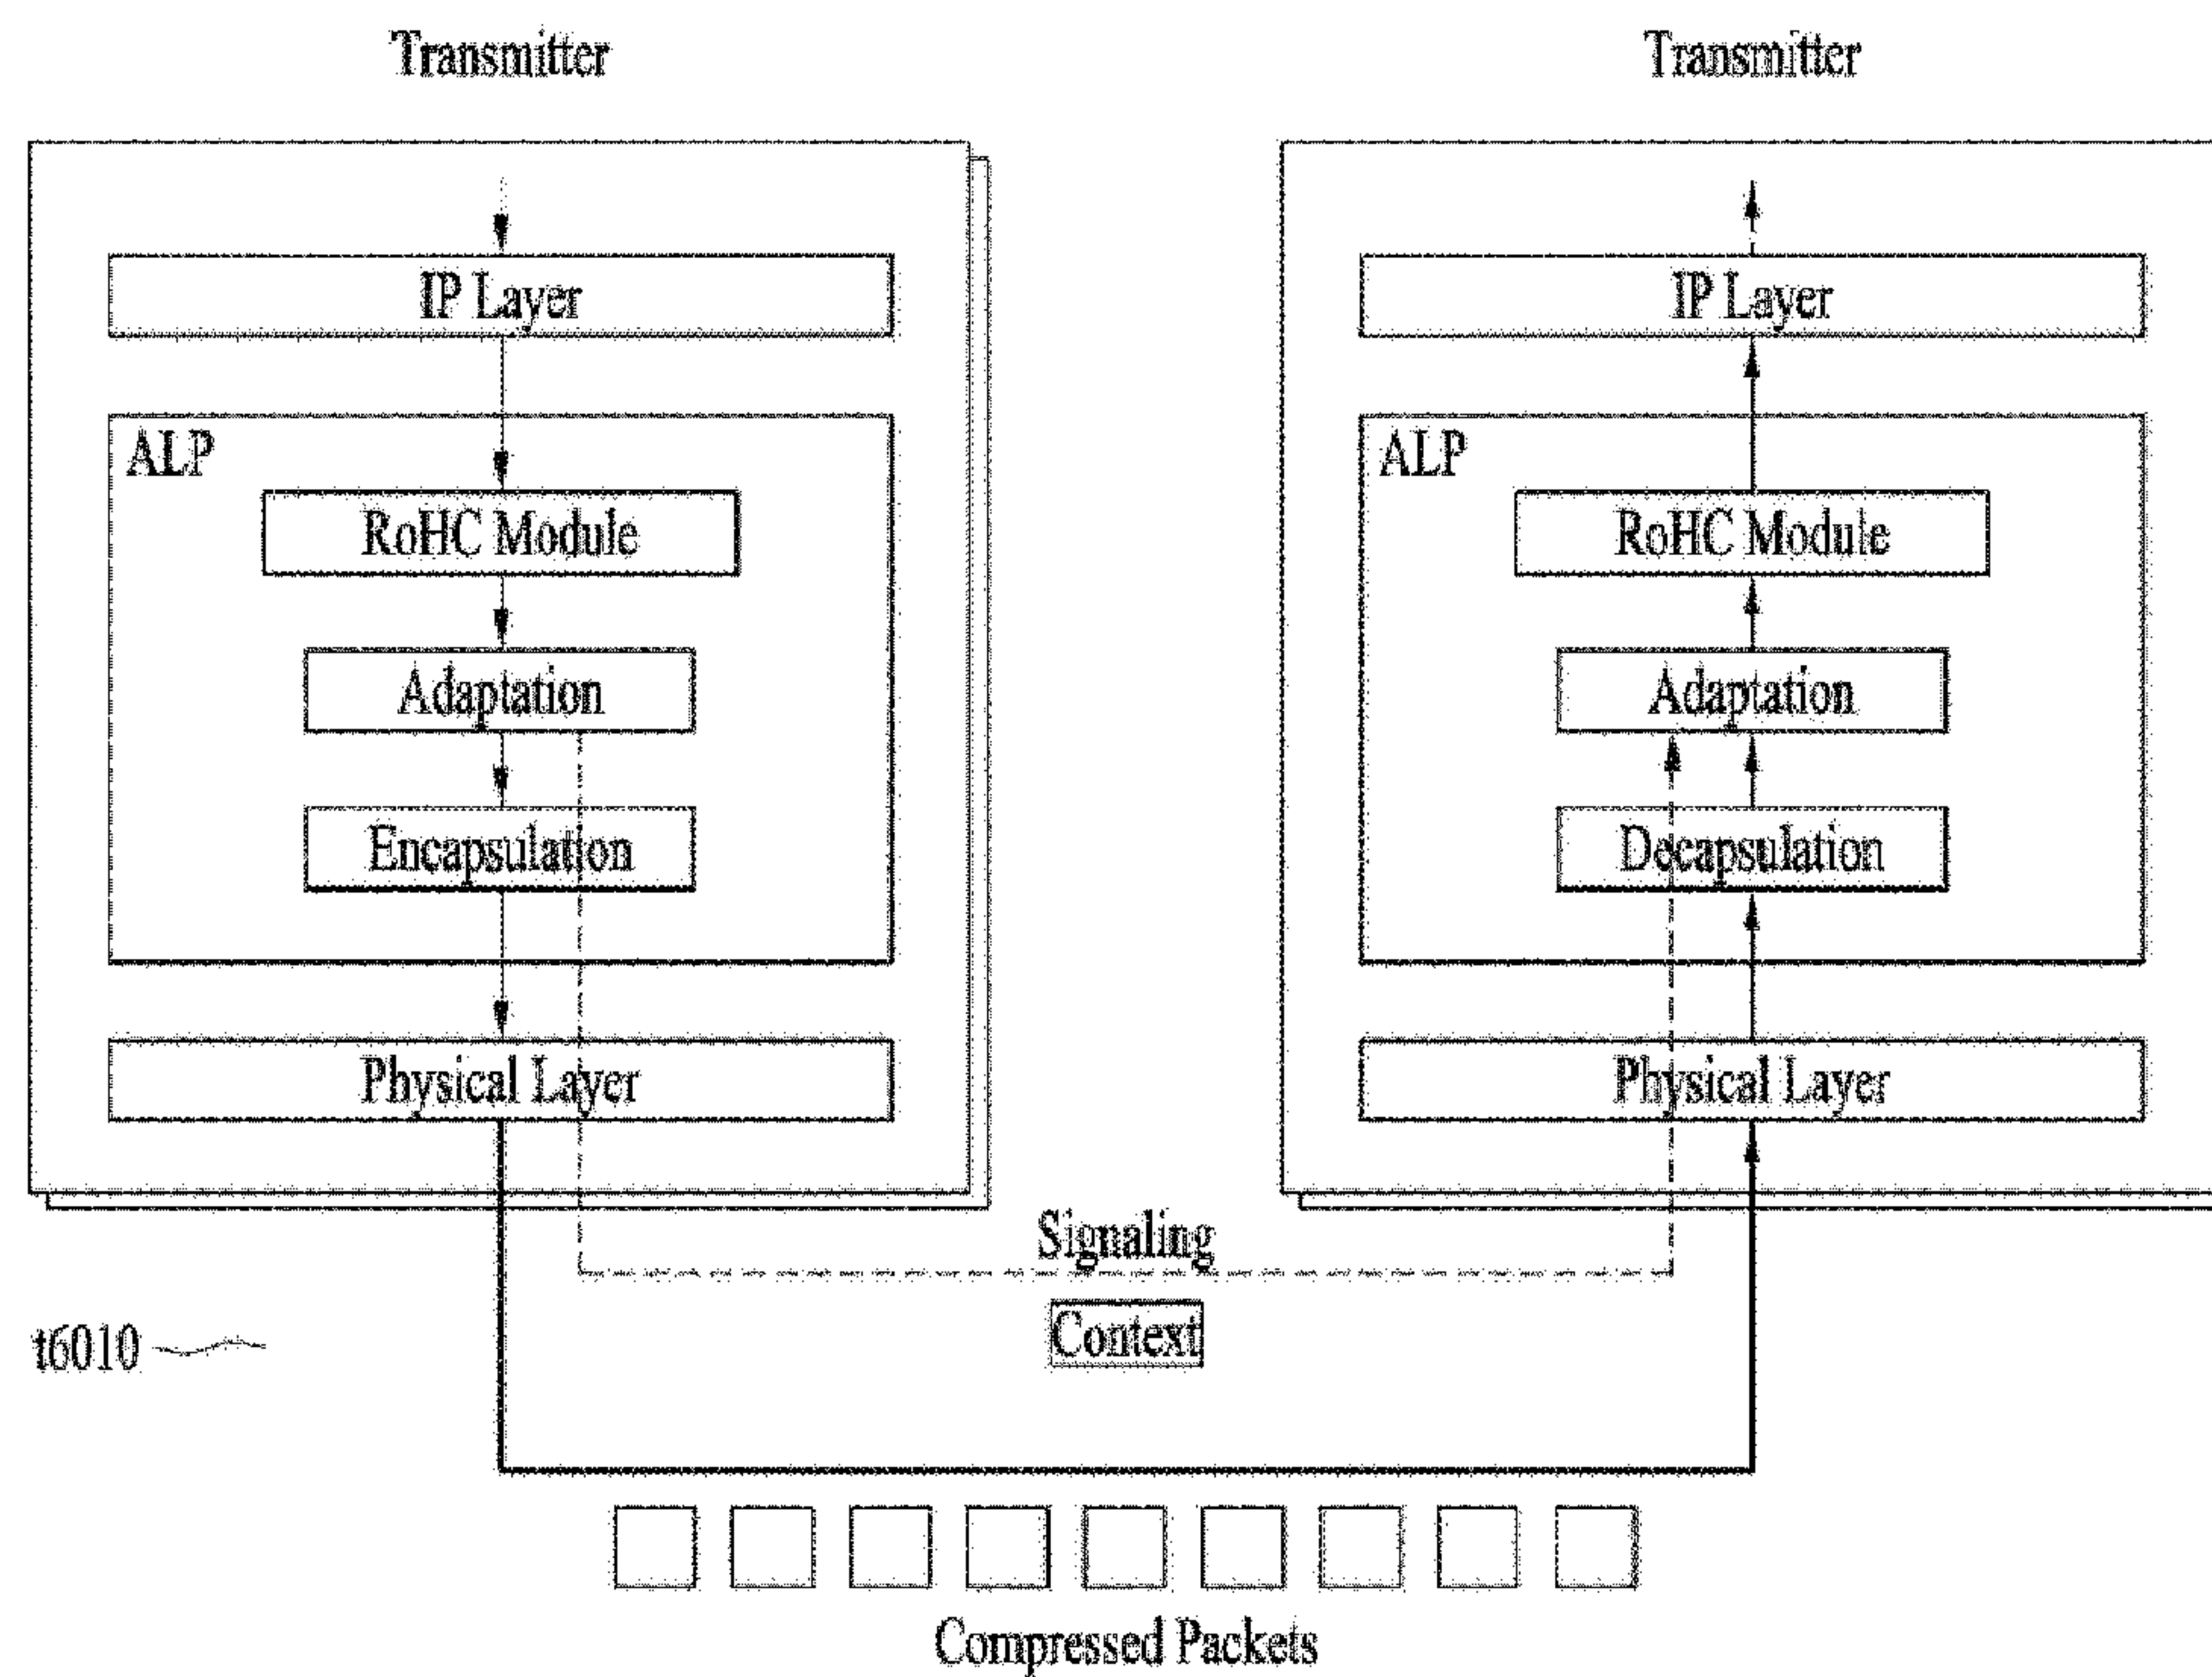 Transmitter
Transmitter
IP Layer
IP Layer
ALP
ALP
RoHC Module
RoHC Module
Adaptation
Adaptation
Encapsulation
Decapsulation
Physical Layer
Physical Layer
Signaling
Context
t6010
Compressed Packets